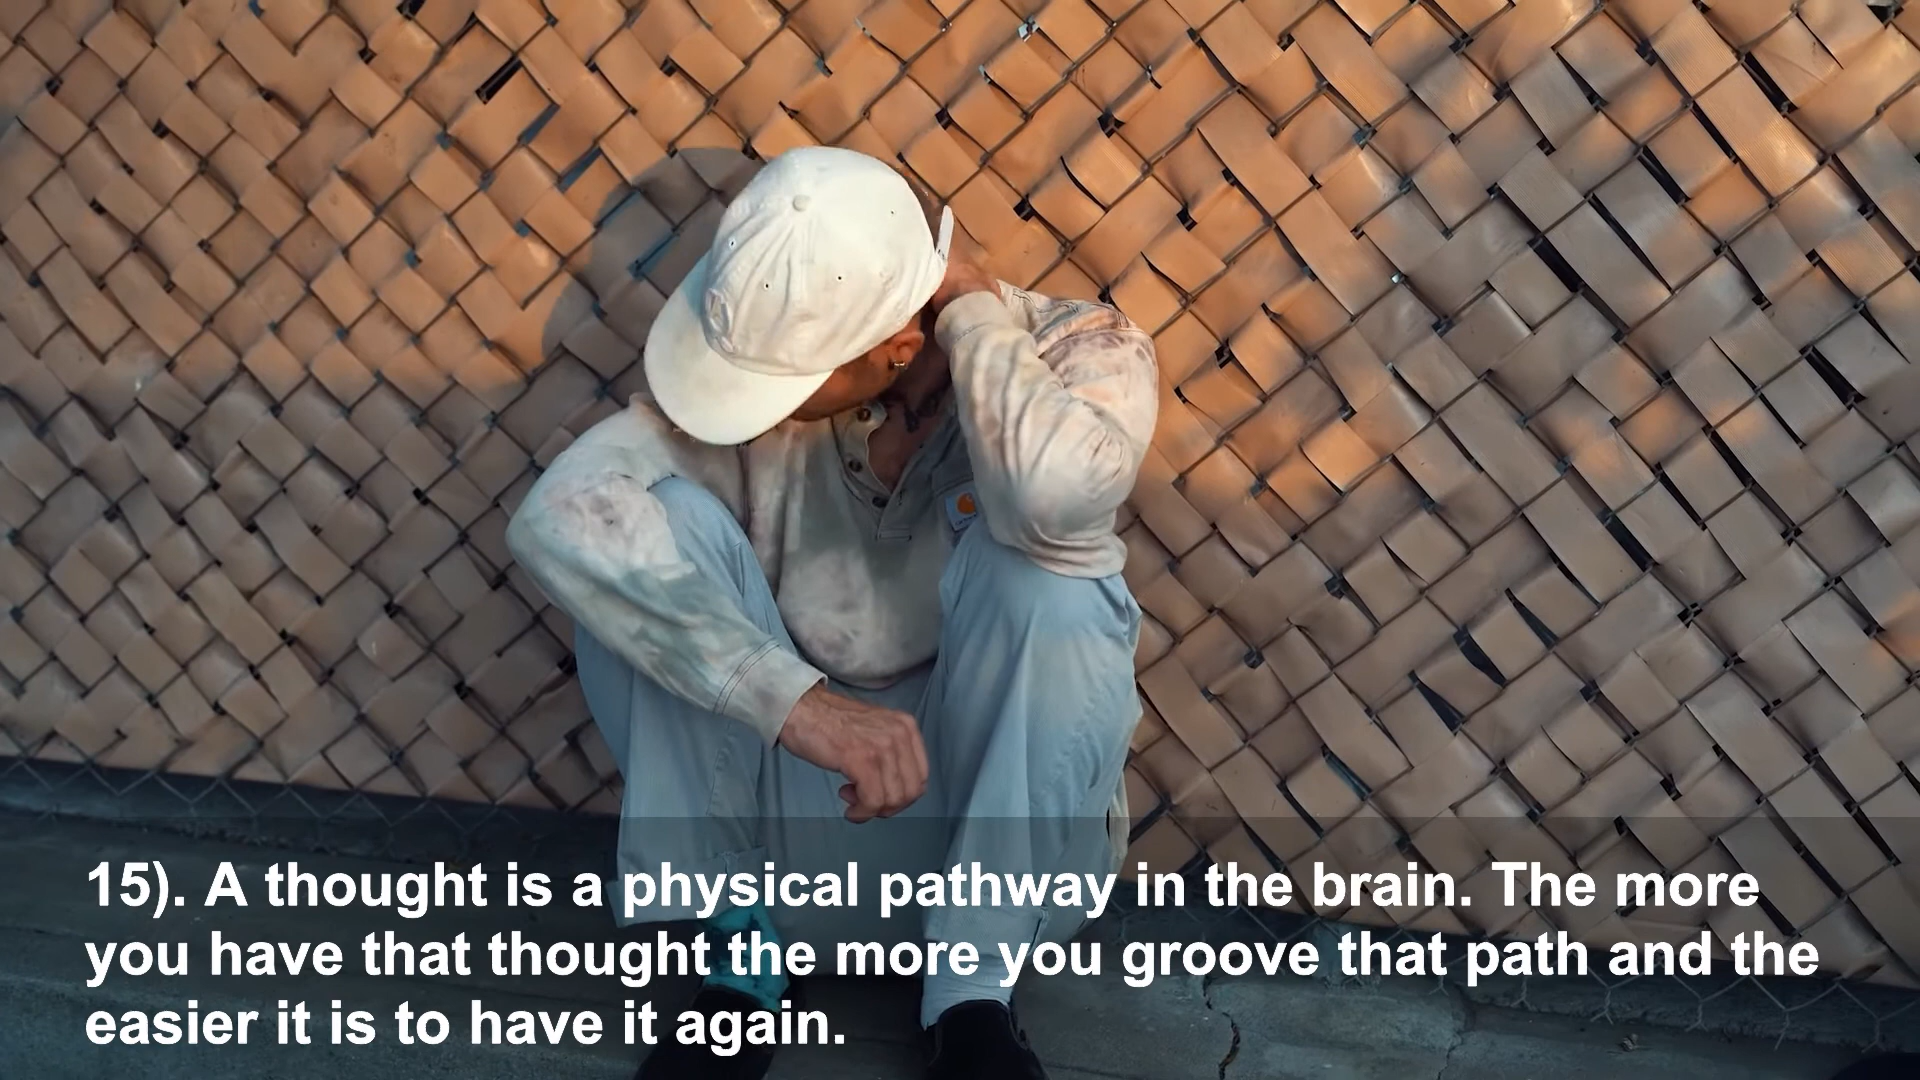 15). A thought is a physical pathway in the brain. The more
you have that thought the more you groove that path and the
easier it is to have it again.